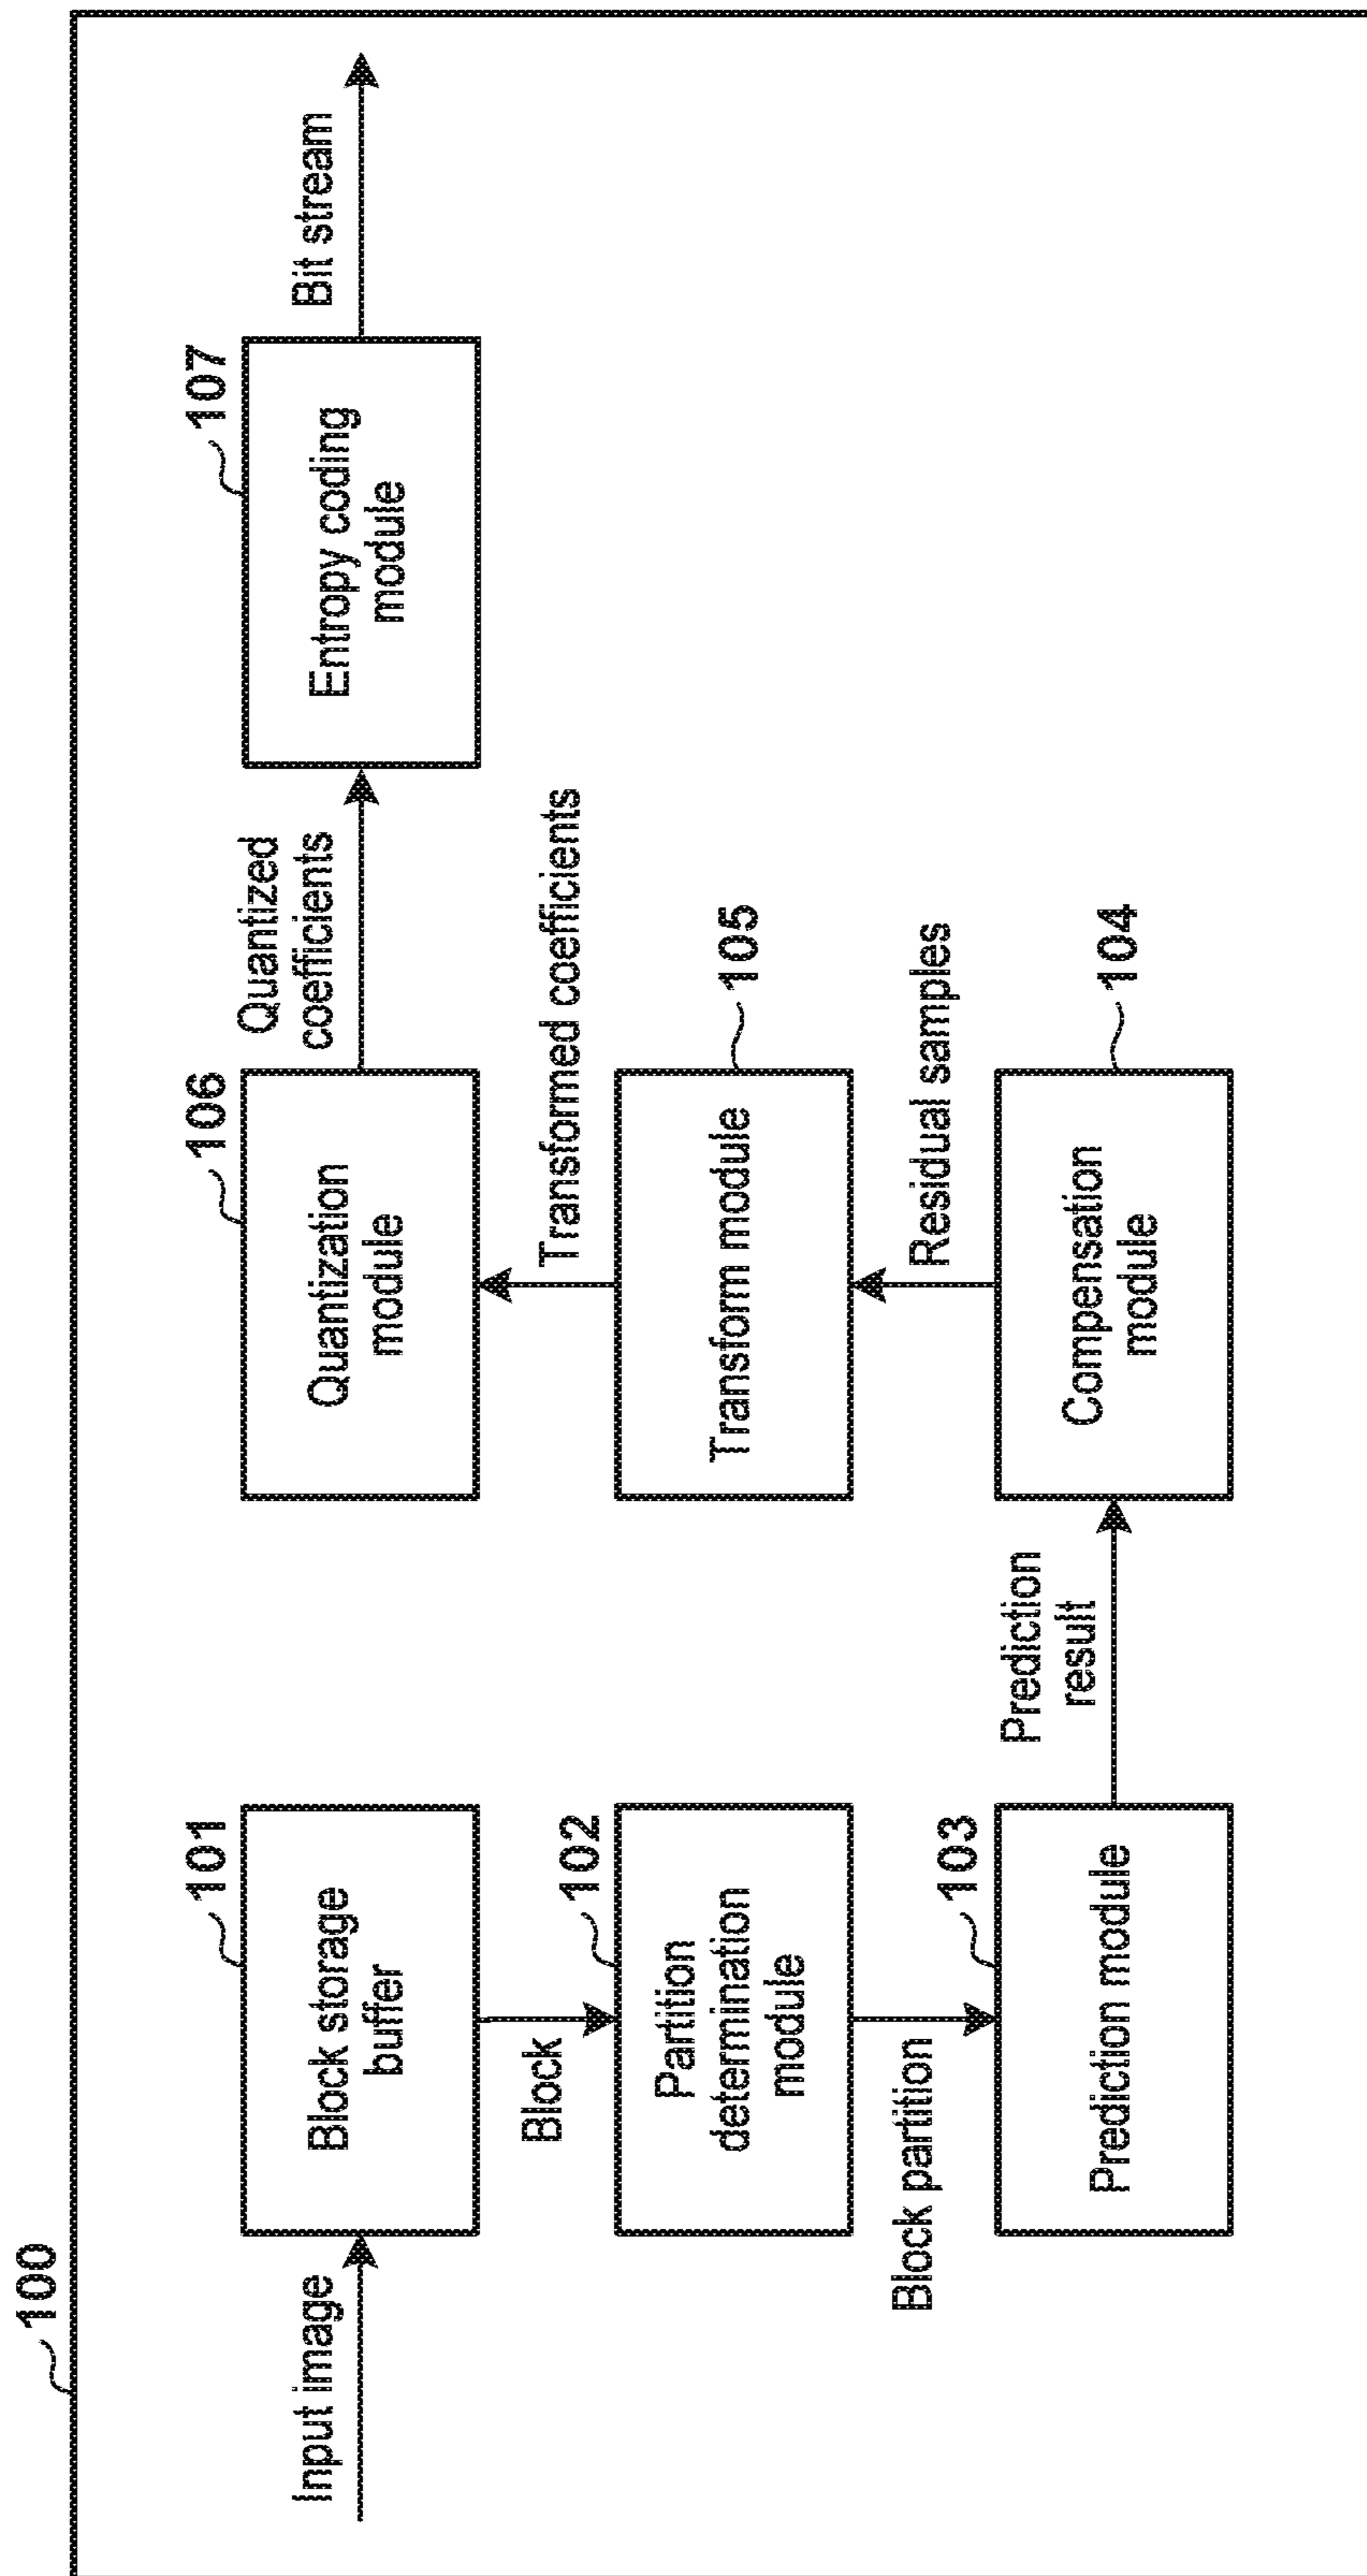 100
Input image
101
Block storage
buffer
Block
102
Partition
determination
module
Block partition
103
Prediction module
Prediction
result
104
Compensation
module
Residual samples
105
Transform module
Transformed coefficients
106
Quantization
module
Quantized
coefficients
107
Entropy coding
module
Bit stream